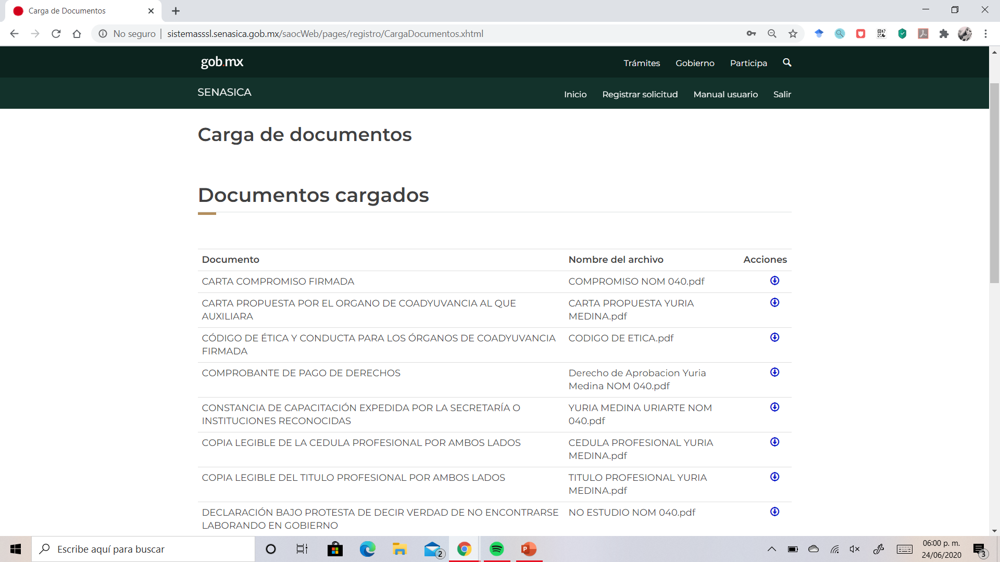 Carga de Documentos
No seguro | sistemasssl.senasica.gob.mx/saocWeb/pages/registro/CargaDocumentos.xhtml
gob.mx
Trámites Gobierno Participa
SENASICA
Inicio Registrar solicitud Manual usuario Salir
Carga de documentos
Documentos cargados
Documento Nombre del archivo Acciones
CARTA COMPROMISO FIRMADA COMPROMISO NOM 040.pdf
CARTA PROPUESTA POR EL ORGANO DE COADYUVANCIA AL QUE CARTA PROPUESTA YURIA
AUXILIARA MEDINA.pdf
CÓDIGO DE ÉTICA Y CONDUCTA PARA LOS ÓRGANOS DE COADYUVANCIA CODIGO DE ETICA.pdf
FIRMADA
COMPROBANTE DE PAGO DE DERECHOS Derecho de Aprobacion Yuria
Medina NOM 040.pdf
CONSTANCIA DE CAPACITACIÓN EXPEDIDA POR LA SECRETARÍA O YURIA MEDINA URIARTE NOM
INSTITUCIONES RECONOCIDAS 040.pdf
COPIA LEGIBLE DE LA CEDULA PROFESIONAL POR AMBOS LADOS CEDULA PROFESIONAL YURIA
MEDINA.pdf
COPIA LEGIBLE DEL TITULO PROFESIONAL POR AMBOS LADOS TITULO PROFESIONAL YURIA
MEDINA.pdf
DECLARACIÓN BAJO PROTESTA DE DECIR VERDAD DE NO ENCONTRARSE NO ESTUDIO NOM 040.pdf
LABORANDO EN GOBIERNO
Escribe aquí para buscar
2
06:00 p. m.
24/06/2020
3